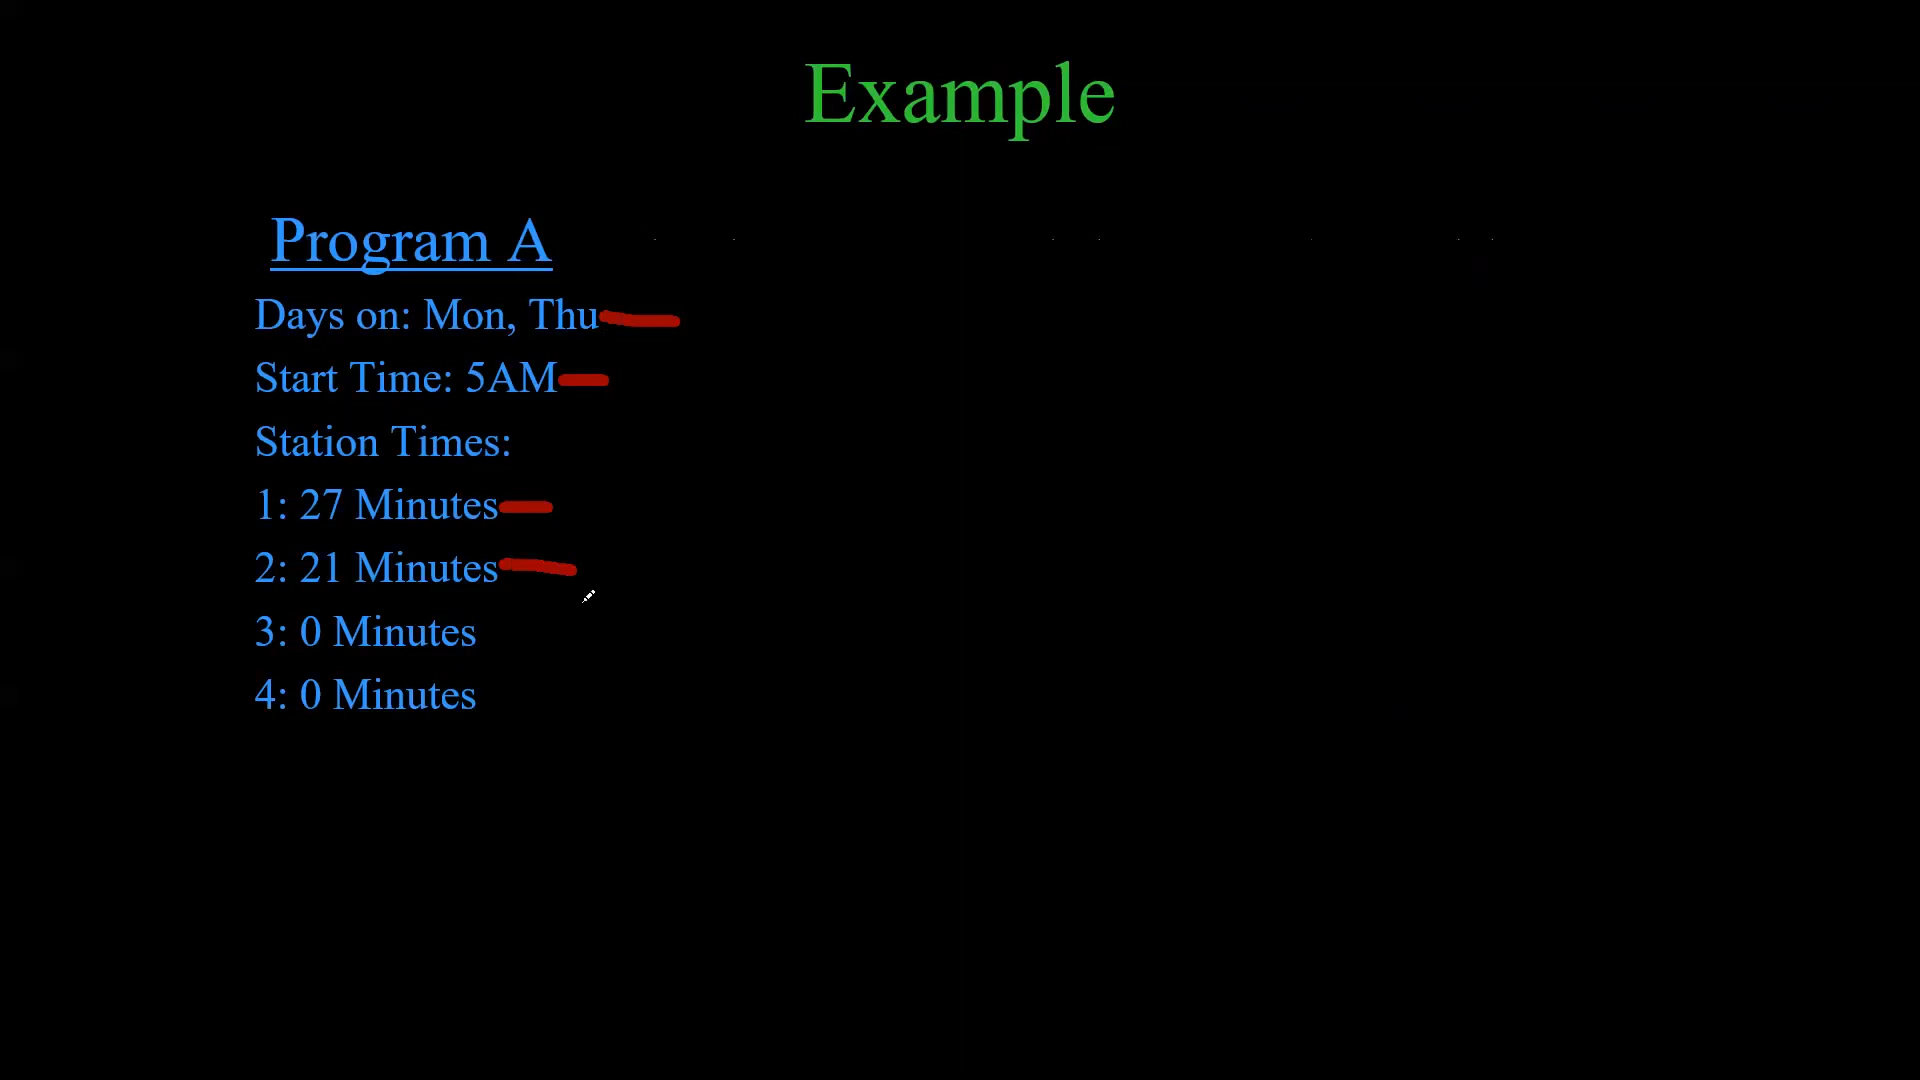 Example
Program A
Days on: Mon, Thu
Start Time: 5AM
Station Times:
1: 27 Minutes
2: 21 Minutes
3: 0 Minutes
4: 0 Minutes